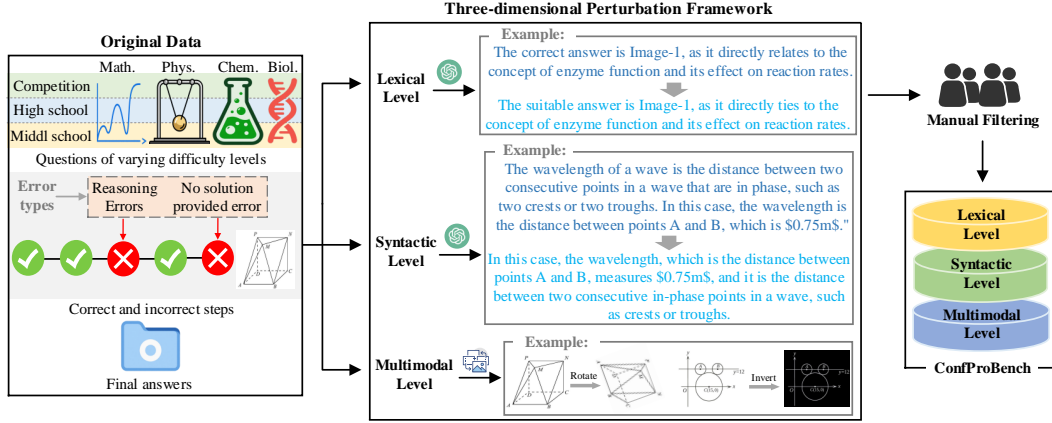 Three-dimensional Perturbation Framework
Original Data
Math. Phys. Chem. Biol.
Competition
High school
Middl school
Questions of varying difficulty levels
Error
types
Reasoning
Errors
No solution
provided error
Correct and incorrect steps
Final answers
Lexical
Level
Example:
The correct answer is Image-1, as it directly relates to the
concept of enzyme function and its effect on reaction rates.
The suitable answer is Image-1, as it directly ties to the
concept of enzyme function and its effect on reaction rates.
Syntactic
Level
Example:
The wavelength of a wave is the distance between two
consecutive points in a wave that are in phase, such as
two crests or two troughs. In this case, the wavelength is
the distance between points A and B, which is $0.75m$."
In this case, the wavelength, which is the distance between
points A and B, measures $0.75m$, and it is the distance
between two consecutive in-phase points in a wave, such
as crests or troughs.
Multimodal
Level
Example:
Rotate
Invert
Manual Filtering
Lexical
Level
Syntactic
Level
Multimodal
Level
ConfProBench